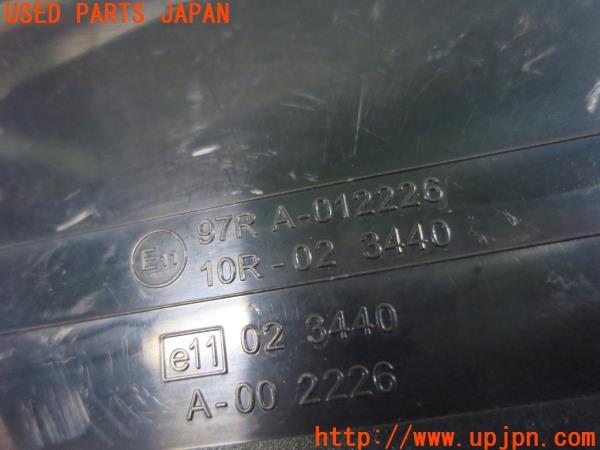 USED PARTS JAPAN
E11 97R A-012226
10R-02 3440
e11 02 3440
A-00 2226
http://www.upjpn.com